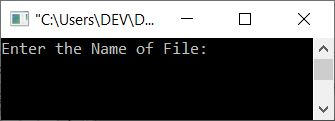 "C:\Users\DEV\D...
Enter the Name of File: